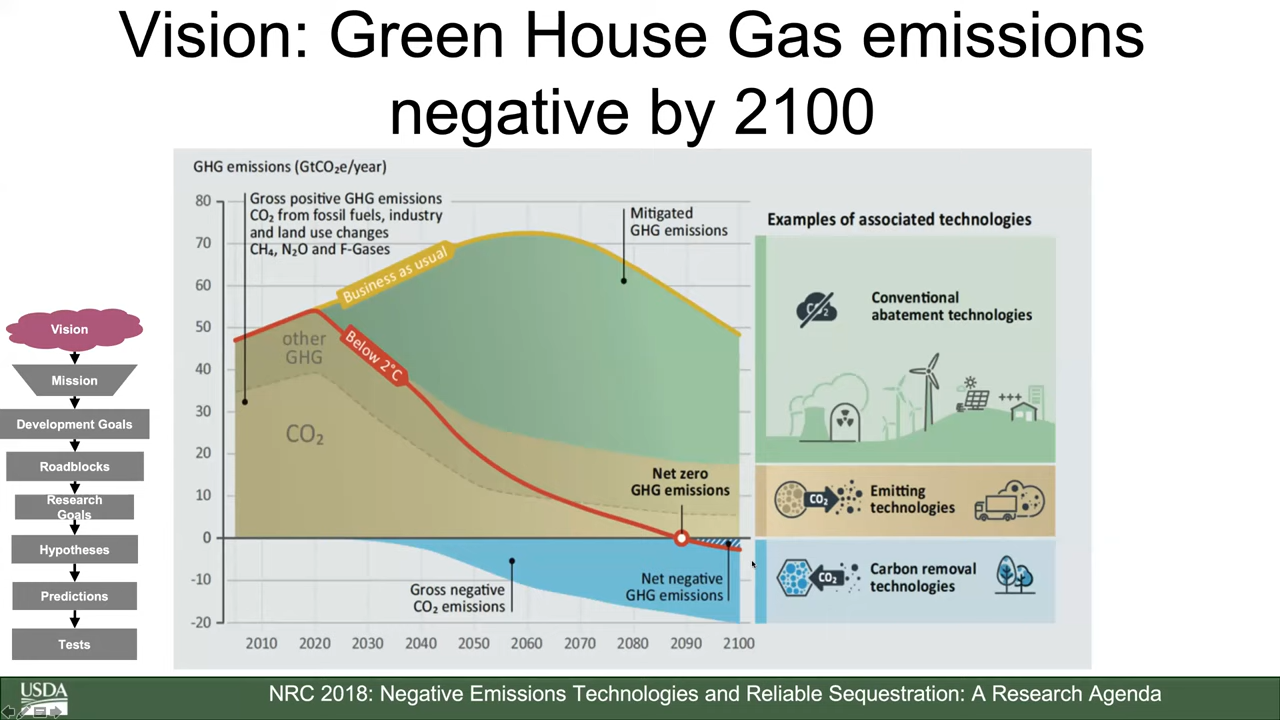 Vision: Green House Gas emissions
negative by 2100
GHG emissions (GtCO₂e/year)
80
70
60
50
40
30
20
10
0
-10
-20
2010
2020
2030
2040
2050
2060
2070
2080
2090
2100
Gross positive GHG emissions
CO₂ from fossil fuels, industry
and land use changes
CH₄, N₂O and F-Gases
Business as usual
Mitigated
GHG emissions
Below 2°C
other
GHG
CO₂
Net zero
GHG emissions
Gross negative
CO₂ emissions
Net negative
GHG emissions
Examples of associated technologies
CO₂
Conventional
abatement technologies
+++
CO₂
Emitting
technologies
CO₂
Carbon removal
technologies
Vision
Mission
Development Goals
Roadblocks
Research
Goals
Hypotheses
Predictions
Tests
USDA
NRC 2018: Negative Emissions Technologies and Reliable Sequestration: A Research Agenda